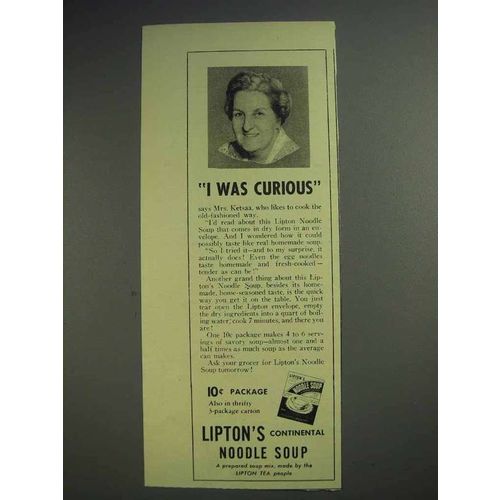 "I WAS CURIOUS"
says Mrs. Ketsaa, who likes to cook the
old-fashioned way.
"I'd read about this Lipton Noodle
Soup that comes in dry form in an en-
velope. And I wondered how it could
possibly taste like real homemade soup.
"So I tried it—and to my surprise, it
actually does! Even the egg noodles
taste homemade and fresh-cooked—
tender as can be!"
Another grand thing about this Lip-
ton's Noodle Soup, besides its home-
made, home-seasoned taste, is the quick
way you get it on the table. You just
tear open the Lipton envelope, empty
the dry ingredients into a quart of boil-
ing water; cook 7 minutes, and there you
are!
One 10c package makes 4 to 6 serv-
ings of savory soup—almost one and a
half times as much soup as the average
can makes.
Ask your grocer for Lipton's Noodle
Soup tomorrow!
10¢ PACKAGE
Also in thrifty
3-package carton
LIPTON'S
NOODLE SOUP
LIPTON'S CONTINENTAL
NOODLE SOUP
A prepared soup mix, made by the
LIPTON TEA people